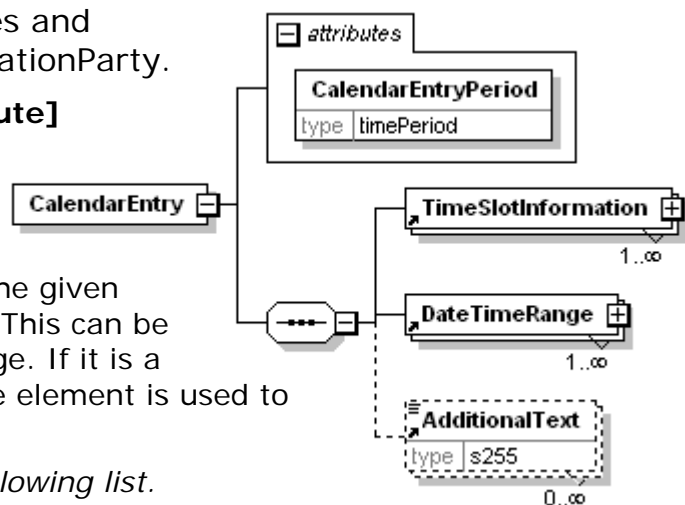 es and
ationParty.
ute]
attributes
CalendarEntryPeriod
type timePeriod
CalendarEntry
TimeSlotInformation
1..∞
ne given
This can be
ge. If it is a
e element is used to
DateTimeRange
1..∞
AdditionalText
type s255
0..∞
lowing list.